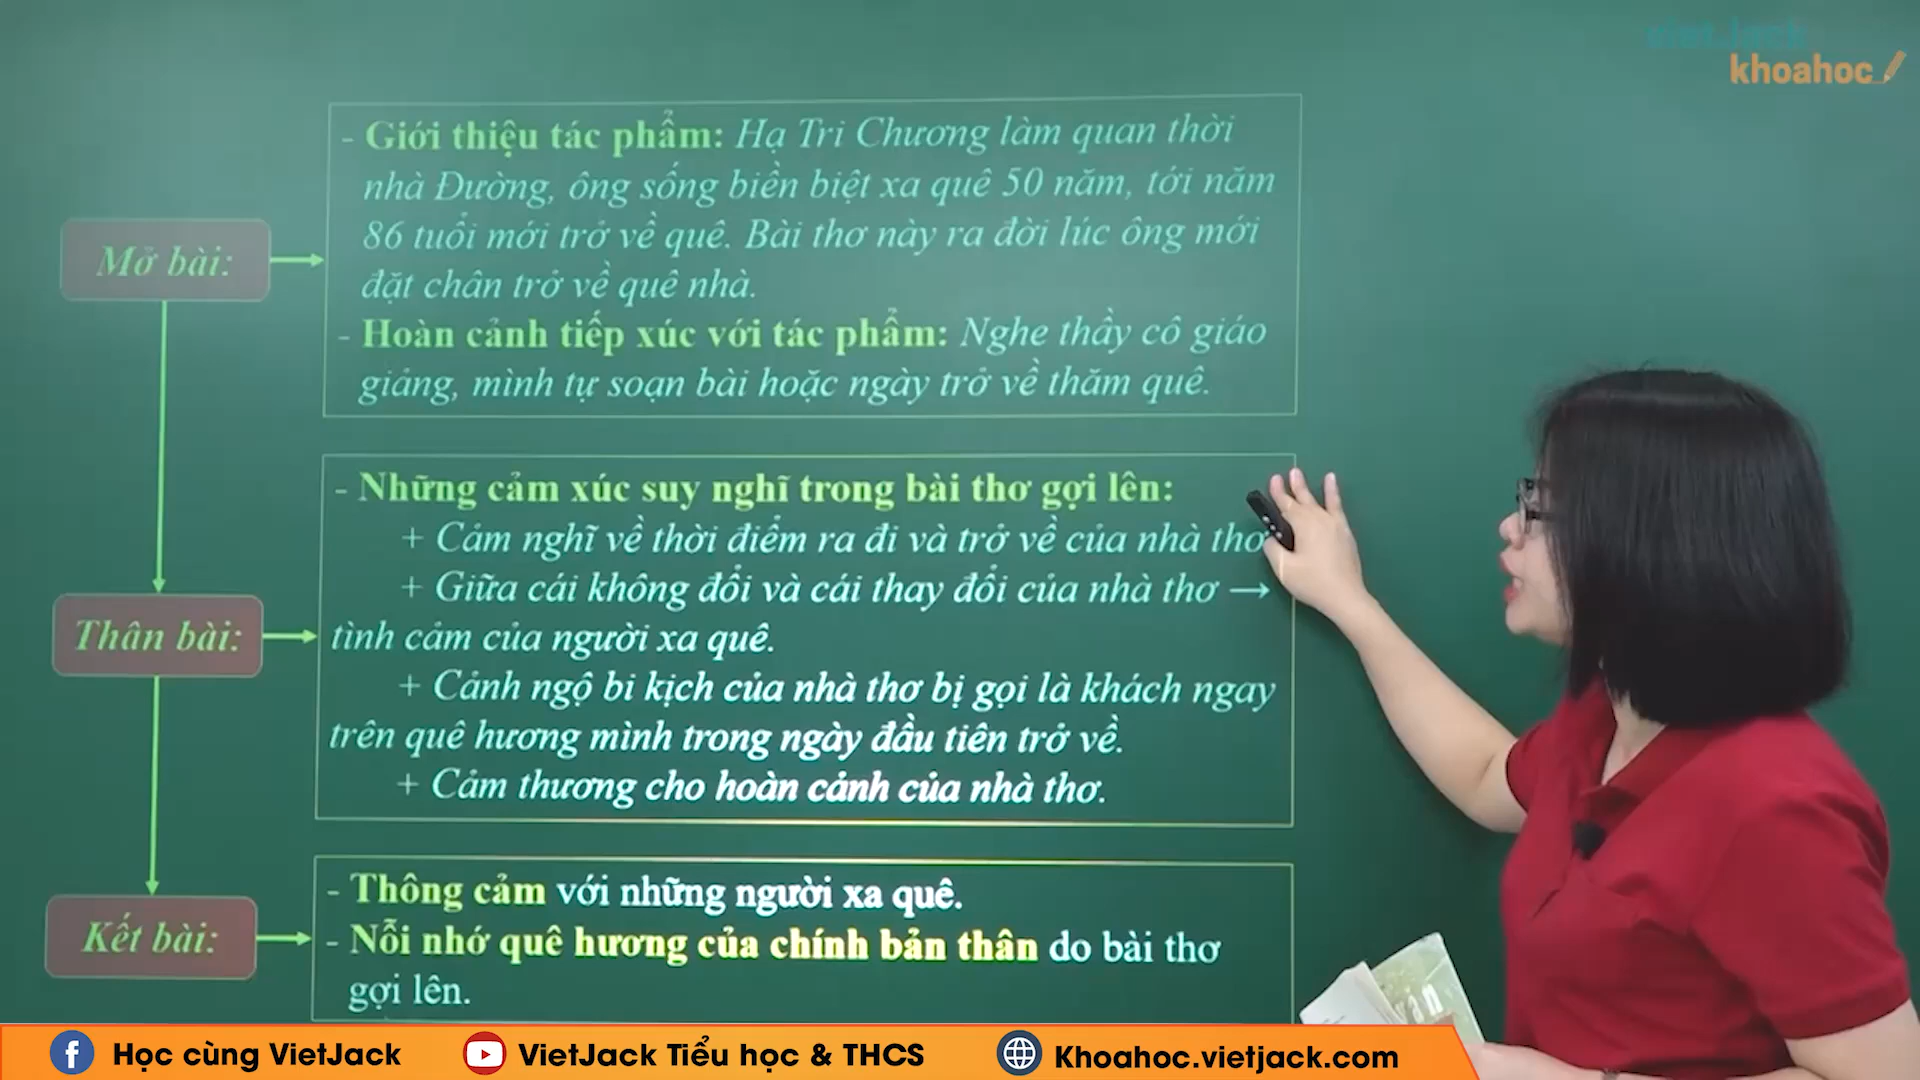 vietJack
khoahoc
- Giới thiệu tác phẩm: Hạ Tri Chương làm quan thời
nhà Đường, ông sống biền biệt xa quê 50 năm, tới năm
86 tuổi mới trở về quê. Bài thơ này ra đời lúc ông mới
đặt chân trở về quê nhà.
- Hoàn cảnh tiếp xúc với tác phẩm: Nghe thầy cô giáo
giảng, mình tự soạn bài hoặc ngày trở về thăm quê.
Mở bài:
- Những cảm xúc suy nghĩ trong bài thơ gợi lên:
+ Cảm nghĩ về thời điểm ra đi và trở về của nhà thơ
+ Giữa cái không đổi và cái thay đổi của nhà thơ →
tình cảm của người xa quê.
+ Cảnh ngộ bi kịch của nhà thơ bị gọi là khách ngay
trên quê hương mình trong ngày đầu tiên trở về.
+ Cảm thương cho hoàn cảnh của nhà thơ.
Thân bài:
- Thông cảm với những người xa quê.
- Nỗi nhớ quê hương của chính bản thân do bài thơ
gợi lên.
Kết bài:
Học cùng VietJack
VietJack Tiểu học & THCS
Khoahoc.vietjack.com